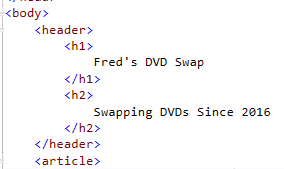 <body>
<header>
<h1>
Fred's DVD Swap
</h1>
<h2>
Swapping DVDs Since 2016
</h2>
</header>
<article>